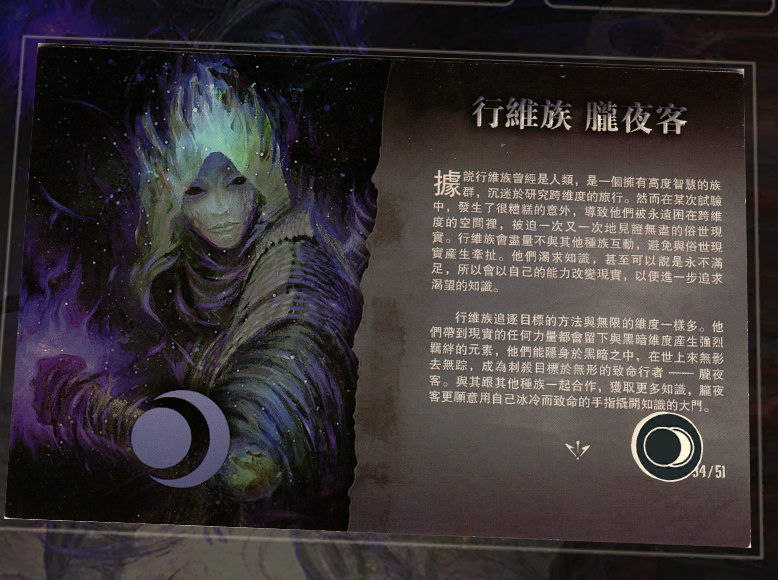 行維族 朧夜客
據說行維族曾經是人類，是一個擁有高度智慧的族
群，沉迷於研究跨維度的旅行。然而在某次試驗
中，發生了很糟糕的意外，導致他們被永遠困在跨維
度的空間裡，被迫一次又一次地見證無盡的俗世現
實。行維族會盡量不與其他種族互動，避免與俗世現
實產生牽扯。他們渴求知識，甚至可以說是永不滿
足，所以會以自己的能力改變現實，以便進一步追求
渴望的知識。
行維族追逐目標的方法與無限的維度一樣多。他
們帶到現實的任何力量都會留下與黑暗維度產生強烈
羈絆的元素，他們能隱身於黑暗之中，在世上來無影
去無踪，成為刺殺目標於無形的致命行者 —— 朧夜
客。與其跟其他種族一起合作，獲取更多知識，朧夜
客更願意用自己冰冷而致命的手指撬開知識的大門。
34/51